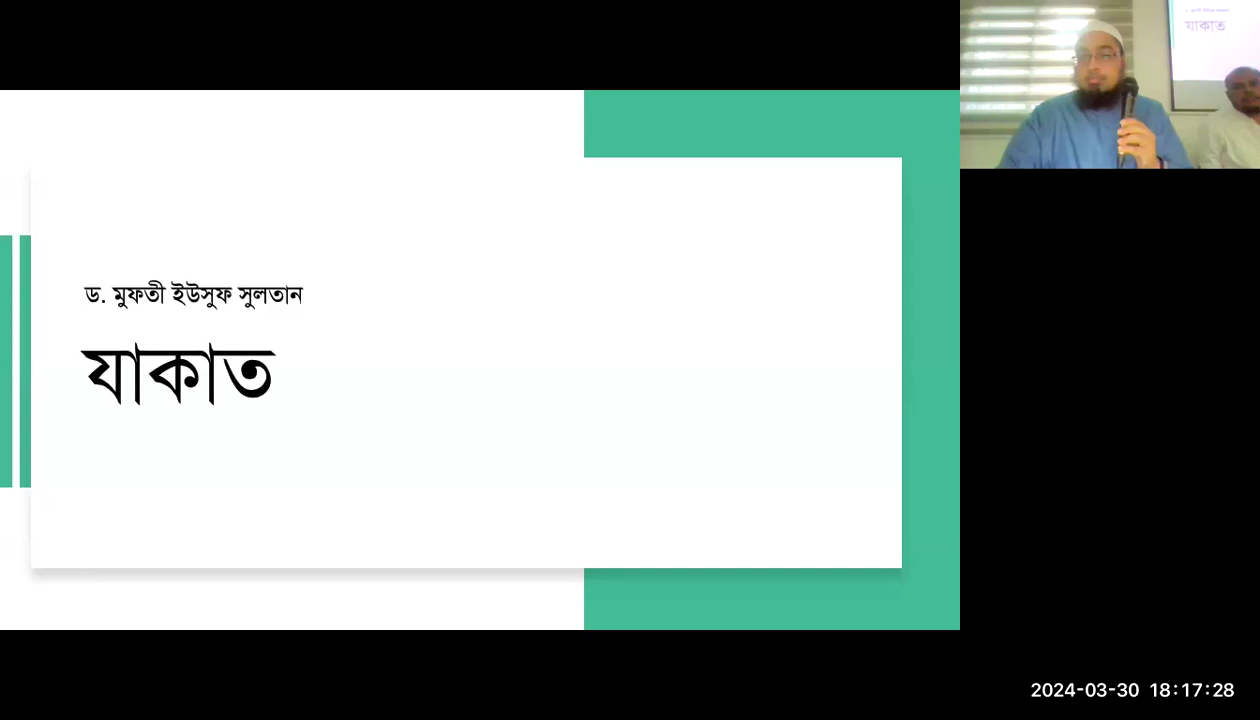 ড. মুফতী ইউসুফ সুলতান
যাকাত
যাকাত
2024-03-30 18:17:28